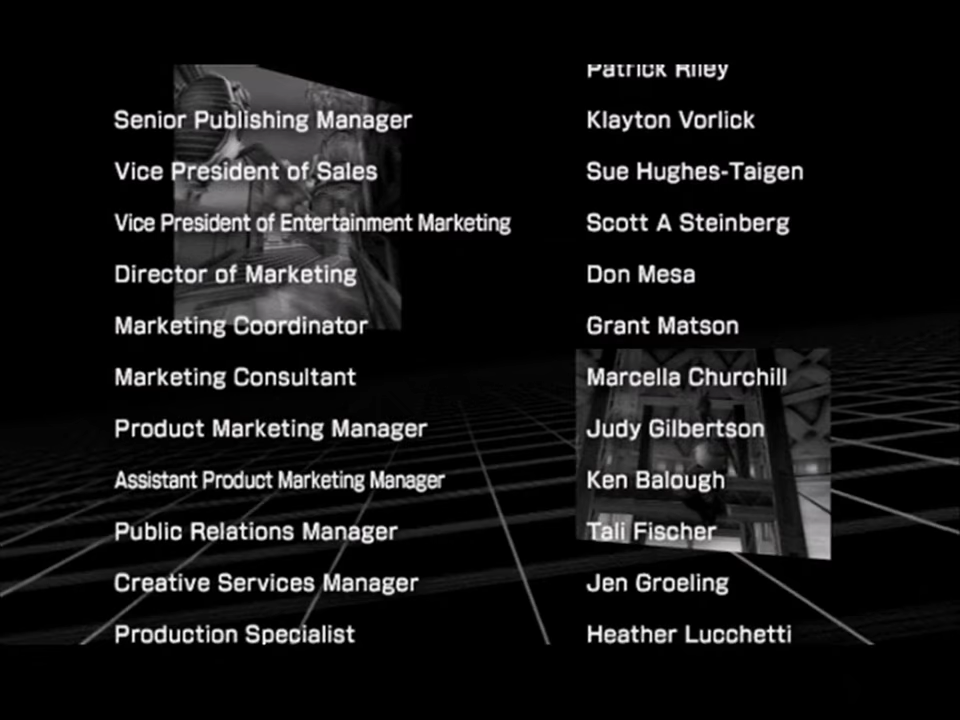 Patrick Riley
Senior Publishing Manager Klayton Vorlick
Vice President of Sales Sue Hughes-Taigen
Vice President of Entertainment Marketing Scott A Steinberg
Director of Marketing Don Mesa
Marketing Coordinator Grant Matson
Marketing Consultant Marcella Churchill
Product Marketing Manager Judy Gilbertson
Assistant Product Marketing Manager Ken Balough
Public Relations Manager Tali Fischer
Creative Services Manager Jen Groeling
Production Specialist Heather Lucchetti